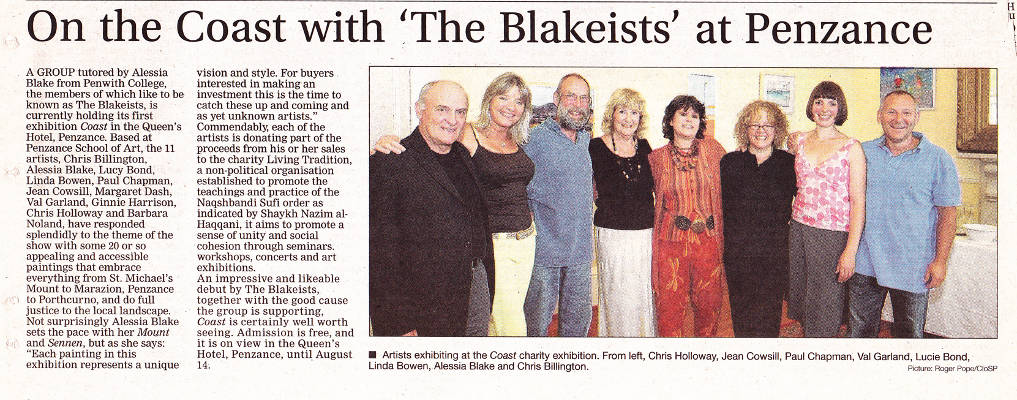 On the Coast with ‘The Blakeists’ at Penzance
A GROUP tutored by Alessia
Blake from Penwith College,
the members of which like to be
known as The Blakeists, is
currently holding its first
exhibition Coast in the Queen's
Hotel, Penzance. Based at
Penzance School of Art, the 11
artists, Chris Billington,
Alessia Blake, Lucy Bond,
Linda Bowen, Paul Chapman,
Jean Cowsill, Margaret Dash,
Val Garland, Ginnie Harrison,
Chris Holloway and Barbara
Noland, have responded
splendidly to the theme of the
show with some 20 or so
appealing and accessible
paintings that embrace
everything from St. Michael's
Mount to Marazion, Penzance
to Porthcurno, and do full
justice to the local landscape.
Not surprisingly Alessia Blake
sets the pace with her Mount
and Sennen, but as she says:
"Each painting in this
exhibition represents a unique
vision and style. For buyers
interested in making an
investment this is the time to
catch these up and coming and
as yet unknown artists."
Commendably, each of the
artists is donating part of the
proceeds from his or her sales
to the charity Living Tradition,
a non-political organisation
established to promote the
teachings and practice of the
Naqshbandi Sufi order as
indicated by Shaykh Nazim al-
Haqqani, it aims to promote a
sense of unity and social
cohesion through seminars.
workshops, concerts and art
exhibitions.
An impressive and likeable
debut by The Blakeists,
together with the good cause
the group is supporting,
Coast is certainly well worth
seeing. Admission is free, and
it is on view in the Queen's
Hotel, Penzance, until August
14.
■ Artists exhibiting at the Coast charity exhibition. From left, Chris Holloway, Jean Cowsill, Paul Chapman, Val Garland, Lucie Bond,
Linda Bowen, Alessia Blake and Chris Billington.
Picture: Roger Pope/CloSP